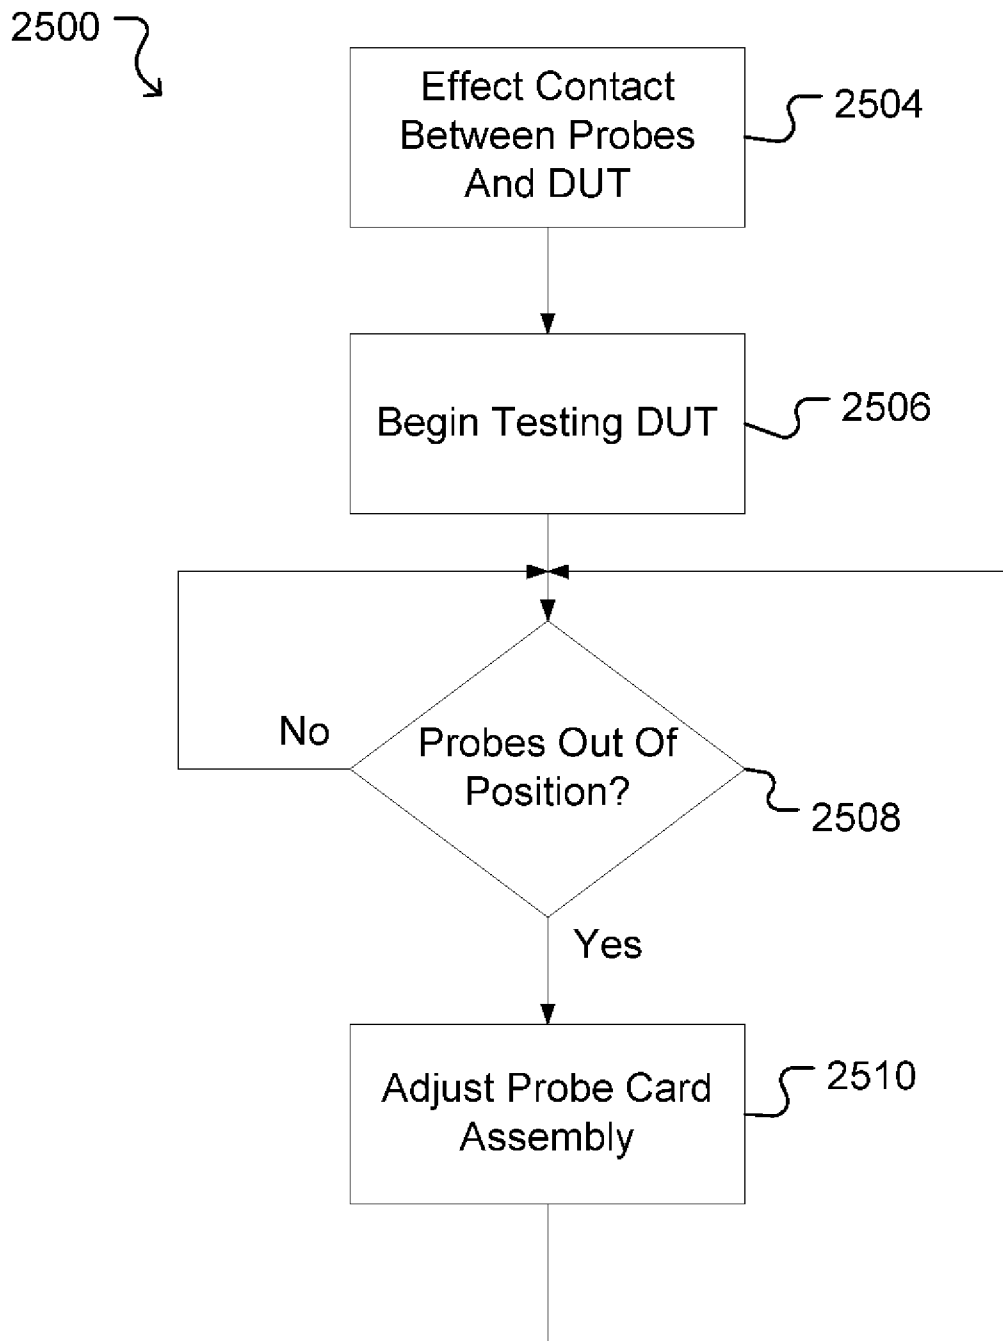 2500
Effect Contact
Between Probes
And DUT
2504
Begin Testing DUT
2506
No
Probes Out Of
Position?
2508
Yes
Adjust Probe Card
Assembly
2510